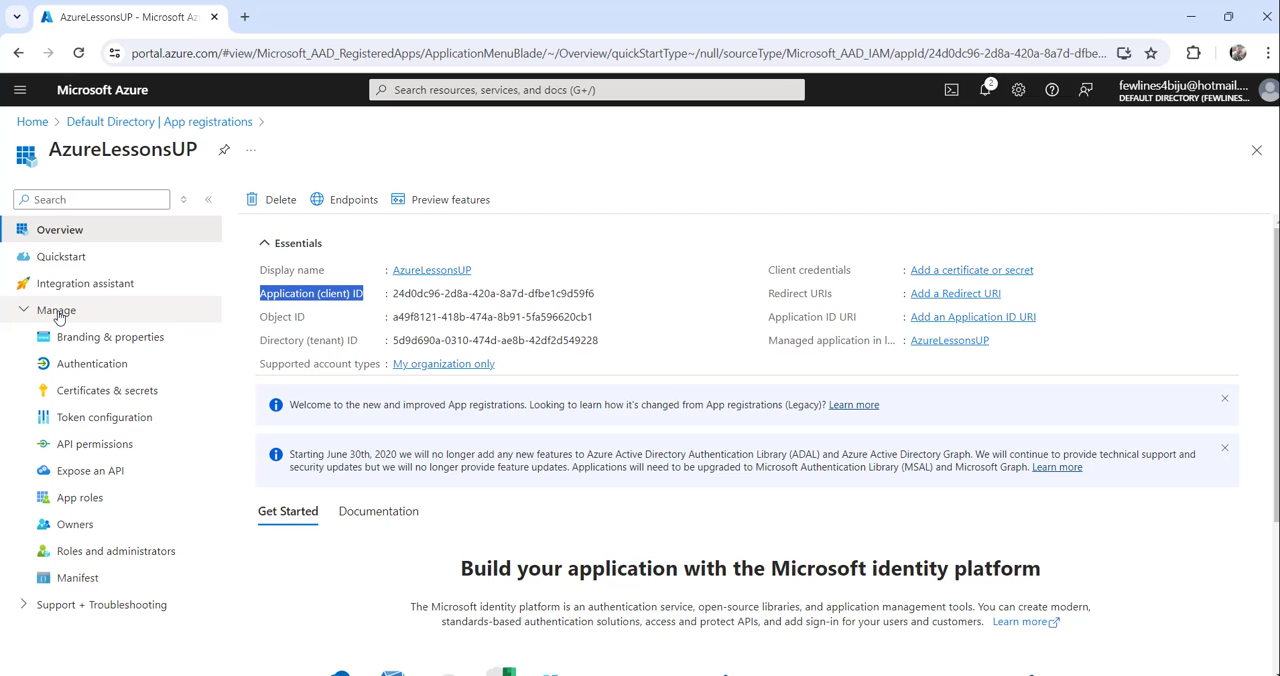 AzureLessonsUP - Microsoft Az
portal.azure.com/#view/Microsoft_AAD_RegisteredApps/ApplicationMenuBlade/~/Overview/quickStartType~/null/sourceType/Microsoft_AAD_IAM/appId/24d0dc96-2d8a-420a-8a7d-dfbe...
Microsoft Azure
Search resources, services, and docs (G+/)
2
fewlines4biju@hotmail....
DEFAULT DIRECTORY (FEWLINES...
Home > Default Directory | App registrations >
AzureLessonsUP
...
Search
Delete
Endpoints
Preview features
Overview
Quickstart
Integration assistant
Manage
Branding & properties
Authentication
Certificates & secrets
Token configuration
API permissions
Expose an API
App roles
Owners
Roles and administrators
Manifest
Support + Troubleshooting
Essentials
Display name : AzureLessonsUP
Application (client) ID : 24d0dc96-2d8a-420a-8a7d-dfbe1c9d59f6
Object ID : a49f8121-418b-474a-8b91-5fa596620cb1
Directory (tenant) ID : 5d9d690a-0310-474d-ae8b-42df2d549228
Supported account types : My organization only
Client credentials : Add a certificate or secret
Redirect URIs : Add a Redirect URI
Application ID URI : Add an Application ID URI
Managed application in l... : AzureLessonsUP
Welcome to the new and improved App registrations. Looking to learn how it's changed from App registrations (Legacy)? Learn more
Starting June 30th, 2020 we will no longer add any new features to Azure Active Directory Authentication Library (ADAL) and Azure Active Directory Graph. We will continue to provide technical support and
security updates but we will no longer provide feature updates. Applications will need to be upgraded to Microsoft Authentication Library (MSAL) and Microsoft Graph. Learn more
Get Started
Documentation
Build your application with the Microsoft identity platform
The Microsoft identity platform is an authentication service, open-source libraries, and application management tools. You can create modern,
standards-based authentication solutions, access and protect APIs, and add sign-in for your users and customers. Learn more